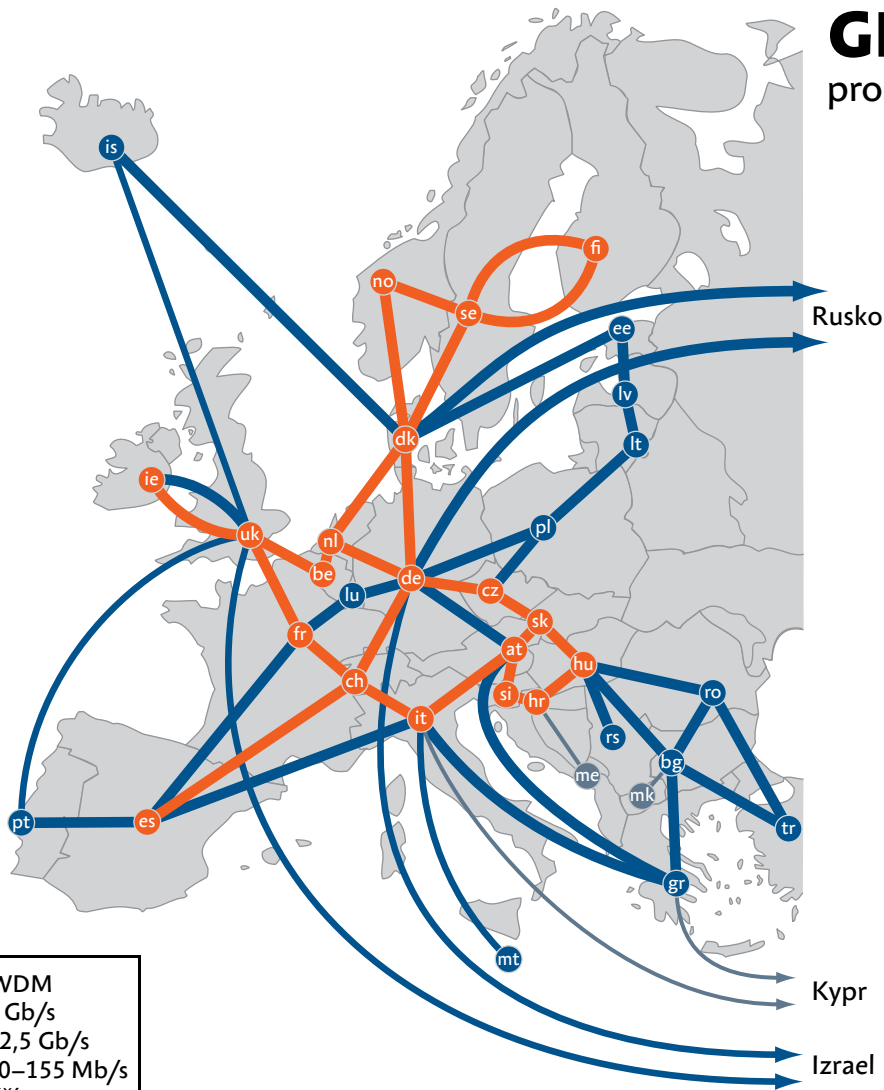 pro
is
fi
no
se
Rusko
ee
lv
dk
lt
ie
pl
uk
nl
be
de
lu
cz
sk
fr
at
hu
ch
si
hr
ro
it
rs
bg
me
mk
pt
es
tr
gr
mt
Kypr
Gb/s
2,5 Gb/s
0–155 Mb/s
Izrael